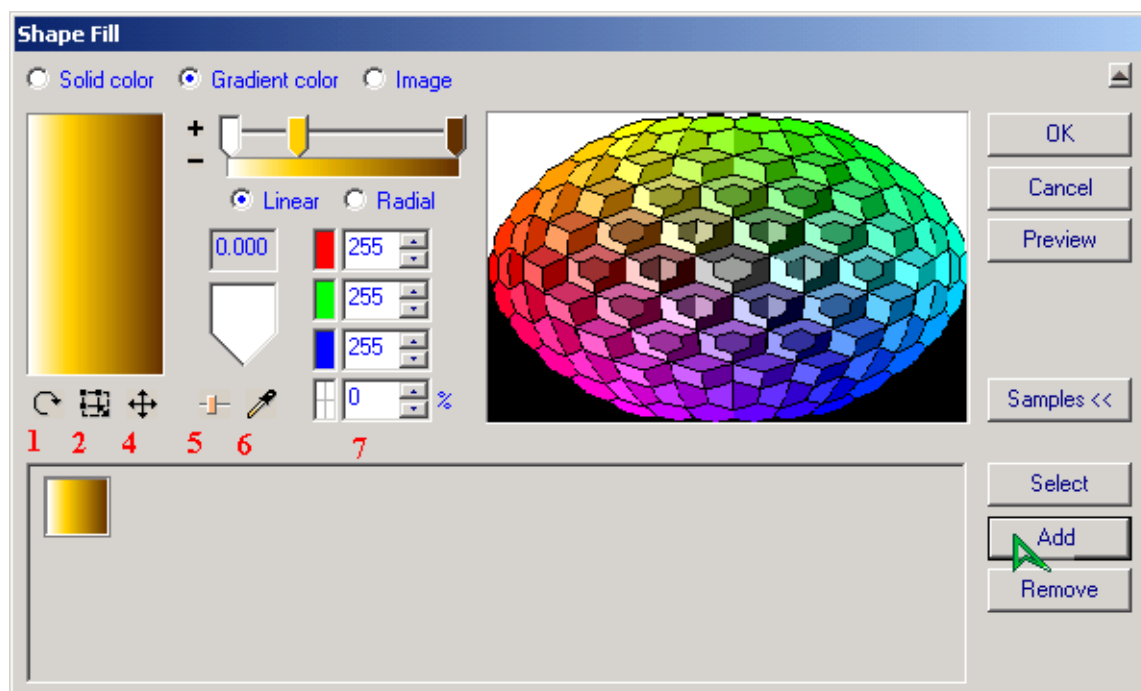 Shape Fill
Solid color Gradient color Image
+
−
OK
Linear Radial
Cancel
0.000
255
Preview
255
255
0 %
Samples <<
1 2 4 5 6 7
Select
Add
Remove